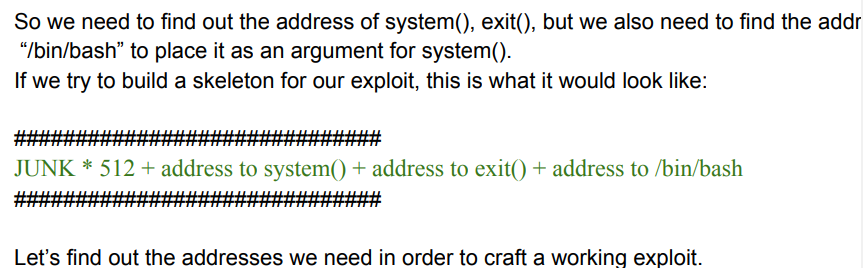 So we need to find out the address of system(), exit(), but we also need to find the addr
“/bin/bash” to place it as an argument for system().
If we try to build a skeleton for our exploit, this is what it would look like:
################################
JUNK * 512 + address to system() + address to exit() + address to /bin/bash
################################
Let’s find out the addresses we need in order to craft a working exploit.